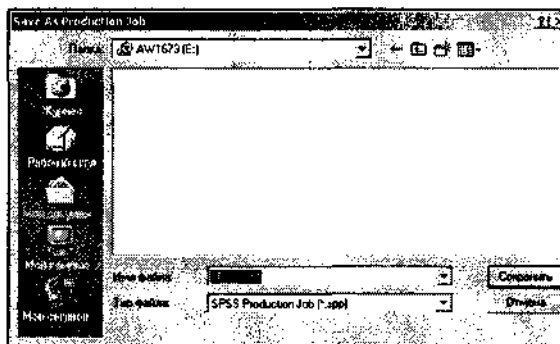 Save As Production Job
Папка
AW1673 (E:)
Журнал
Рабочий стол
Имя файла
Сохранить
Тип файла
SPSS Production Job (*.spp)
Отмена